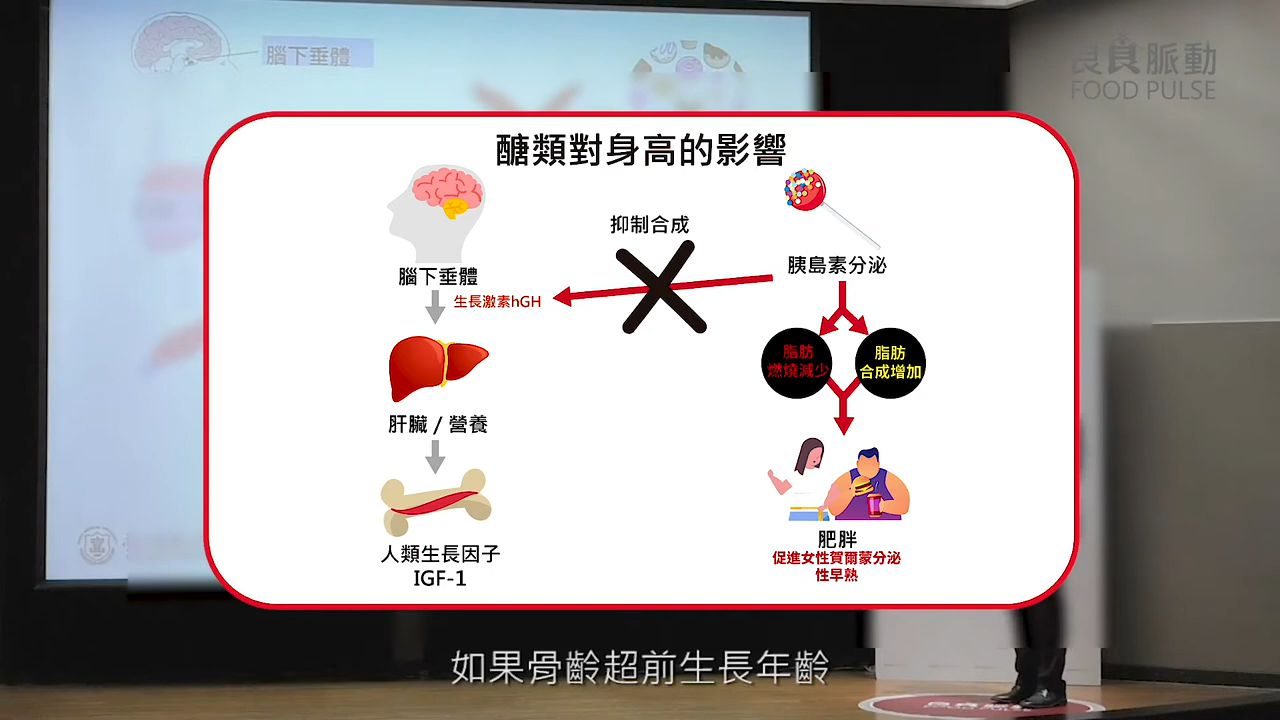 腦下垂體
良食脈動
FOOD PULSE
醣類對身高的影響
抑制合成
腦下垂體
生長激素hGH
胰島素分泌
脂肪
燃燒減少
脂肪
合成增加
肝臟 / 營養
人類生長因子
IGF-1
肥胖
促進女性賀爾蒙分泌
性早熟
如果骨齡超前生長年齡